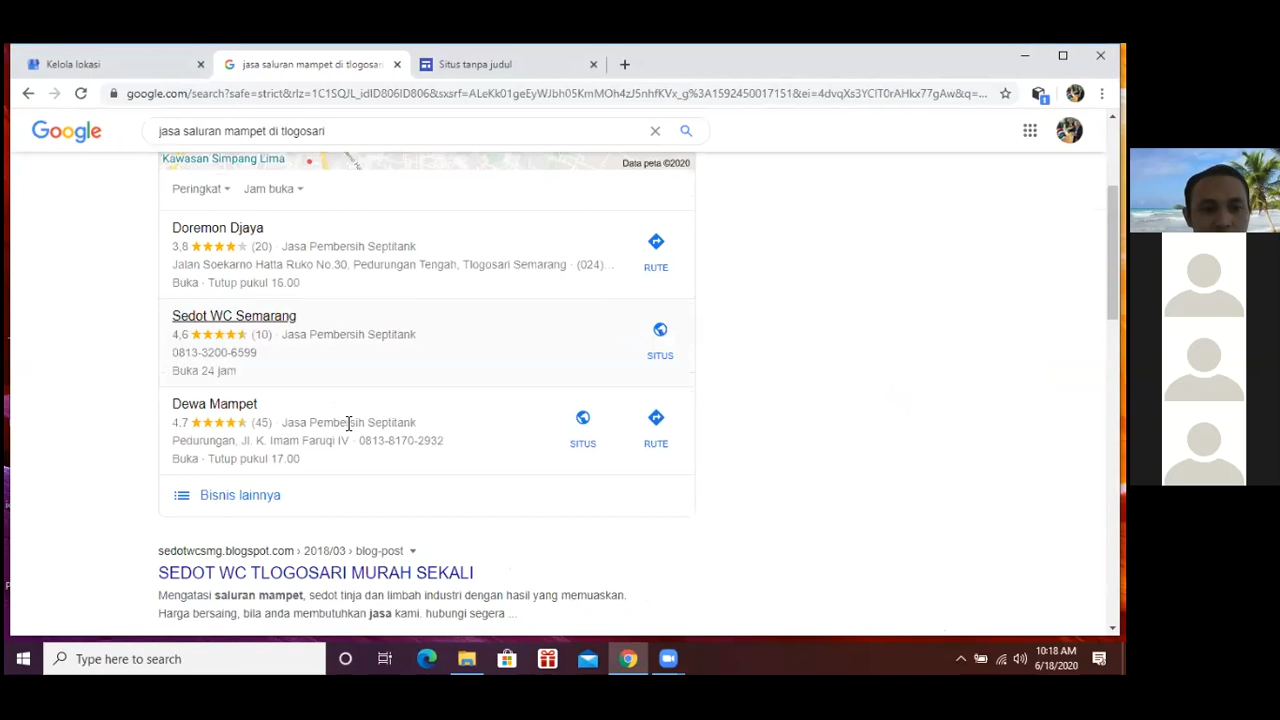 Kelola lokasi
jasa saluran mampet di tlogosari
Situs tanpa judul
Google
jasa saluran mampet di tlogosari
Kawasan Simpang Lima
Data peta ©2020
Peringkat Jam buka
Doremon Djaya
3,8 (20) · Jasa Pembersih Septitank
Jalan Soekarno Hatta Ruko No.30, Pedurungan Tengah, Tlogosari Semarang · (024)...
Buka · Tutup pukul 16.00
RUTE
Sedot WC Semarang
4,6 (10) · Jasa Pembersih Septitank
0813-3200-6599
Buka 24 jam
SITUS
Dewa Mampet
4,7 (45) · Jasa Pembersih Septitank
Pedurungan, Jl. K. Imam Faruqi IV · 0813-8170-2932
Buka · Tutup pukul 17.00
SITUS RUTE
Bisnis lainnya
sedotwcsmg.blogspot.com › 2018/03 › blog-post
SEDOT WC TLOGOSARI MURAH SEKALI
Mengatasi saluran mampet, sedot tinja dan limbah industri dengan hasil yang memuaskan.
Harga bersaing, bila anda membutuhkan jasa kami. hubungi segera ...
Type here to search
10:18 AM
6/18/2020